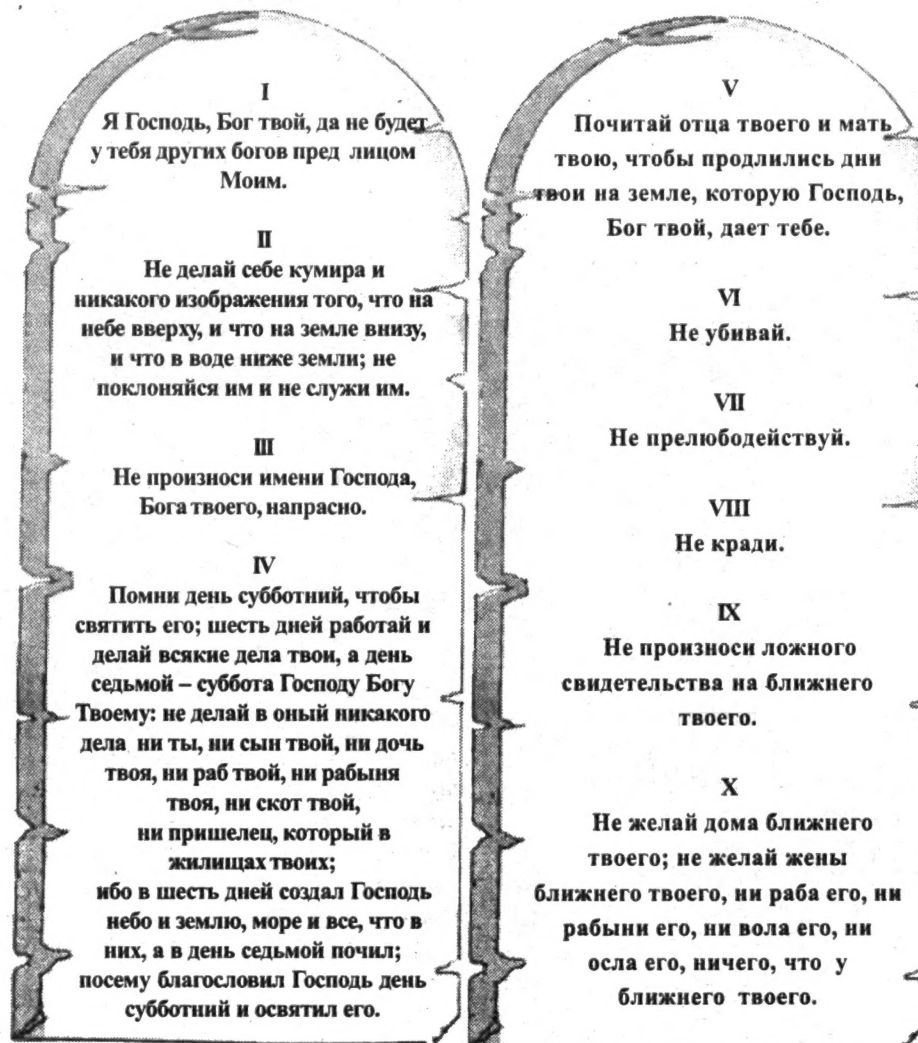 I
Я Господь, Бог твой, да не будет
у тебя других богов пред лицом
Моим.
II
Не делай себе кумира и
никакого изображения того, что на
небе вверху, и что на земле внизу,
и что в воде ниже земли; не
поклоняйся им и не служи им.
III
Не произноси имени Господа,
Бога твоего, напрасно.
IV
Помни день субботний, чтобы
святить его; шесть дней работай и
делай всякие дела твои, а день
седьмой – суббота Господу Богу
Твоему: не делай в оный никакого
дела ни ты, ни сын твой, ни дочь
твоя, ни раб твой, ни рабыня
твоя, ни скот твой,
ни пришелец, который в
жилищах твоих;
ибо в шесть дней создал Господь
небо и землю, море и все, что в
них, а в день седьмой почил;
посему благословил Господь день
субботний и освятил его.
V
Почитай отца твоего и мать
твою, чтобы продлились дни
твои на земле, которую Господь,
Бог твой, дает тебе.
VI
Не убивай.
VII
Не прелюбодействуй.
VIII
Не кради.
IX
Не произноси ложного
свидетельства на ближнего
твоего.
X
Не желай дома ближнего
твоего; не желай жены
ближнего твоего, ни раба его, ни
рабыни его, ни вола его, ни
осла его, ничего, что у
ближнего твоего.